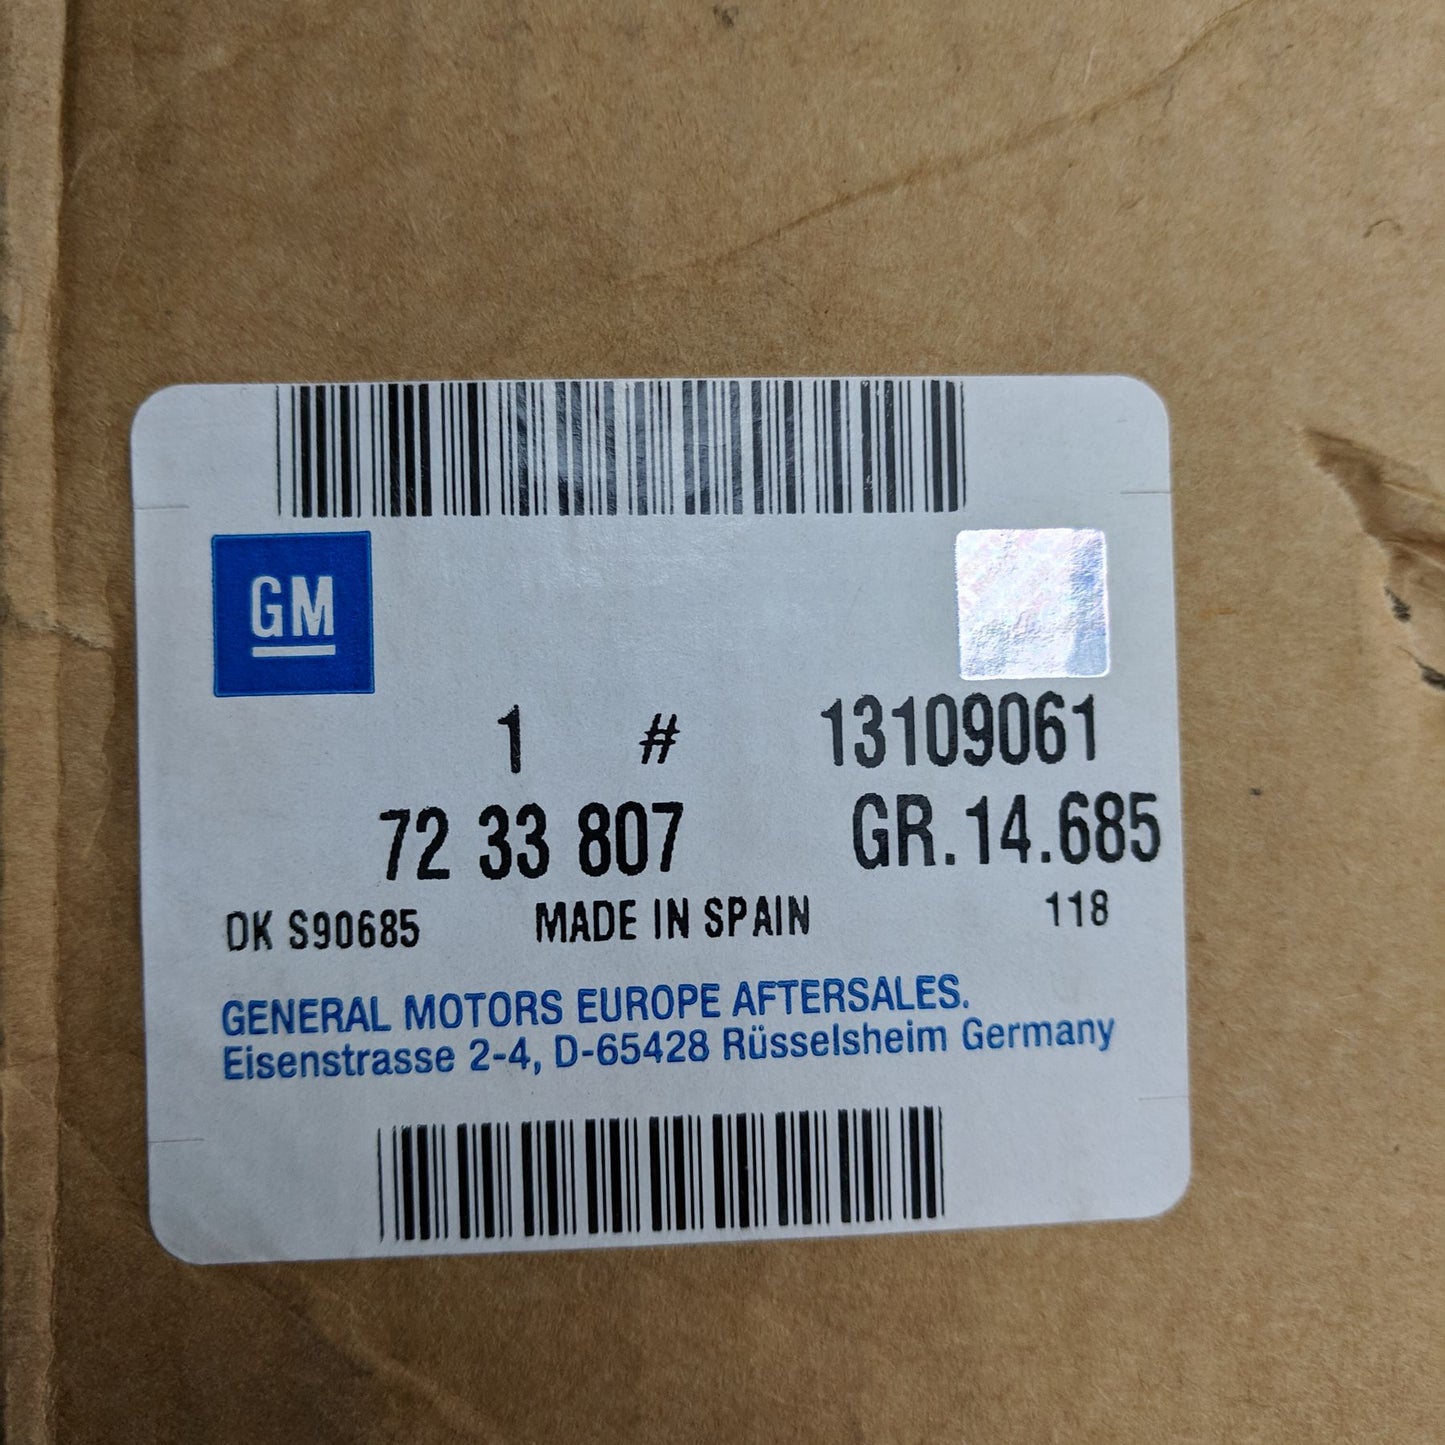 GM
1 # 13109061
72 33 807 GR.14.685
DK S90685 MADE IN SPAIN 118
GENERAL MOTORS EUROPE AFTERSALES.
Eisenstrasse 2-4, D-65428 Rüsselsheim Germany